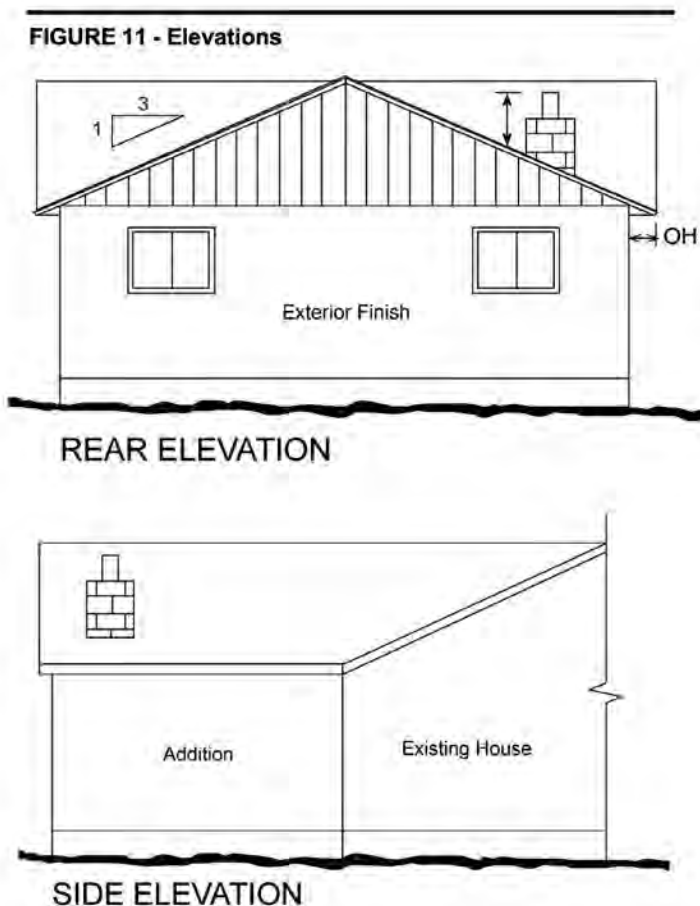 FIGURE 11 - Elevations
3
1
OH
Exterior Finish
REAR ELEVATION
Addition
Existing House
SIDE ELEVATION